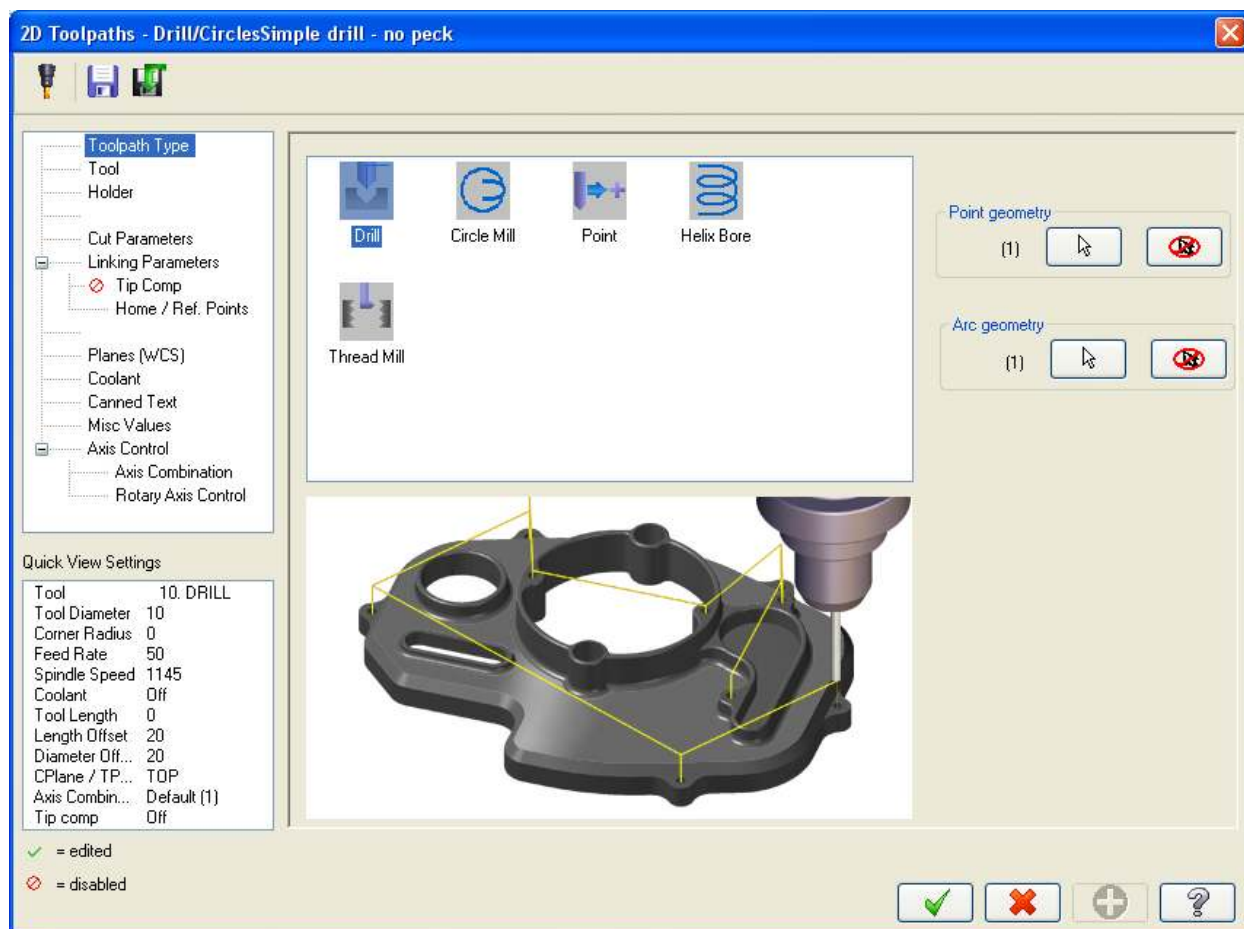 2D Toolpaths - Drill/CirclesSimple drill - no peck
Toolpath Type
Tool
Holder
Cut Parameters
Linking Parameters
Tip Comp
Home / Ref. Points
Planes (WCS)
Coolant
Canned Text
Misc Values
Axis Control
Axis Combination
Rotary Axis Control
Drill
Circle Mill
Point
Helix Bore
Thread Mill
Point geometry
(1)
Arc geometry
(1)
Quick View Settings
Tool 10. DRILL
Tool Diameter 10
Corner Radius 0
Feed Rate 50
Spindle Speed 1145
Coolant Off
Tool Length 0
Length Offset 20
Diameter Off... 20
CPlane / TP... TOP
Axis Combin... Default (1)
Tip comp Off
= edited
= disabled